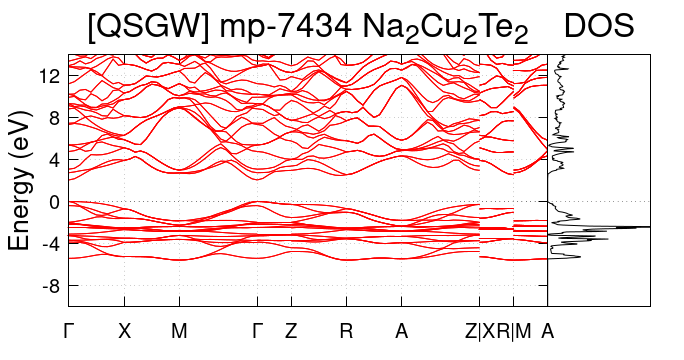 [QSGW] mp-7434 Na₂Cu₂Te₂ DOS
Energy (eV)
12
8
4
0
-4
-8
Γ X M Γ Z R A Z|XR|M A